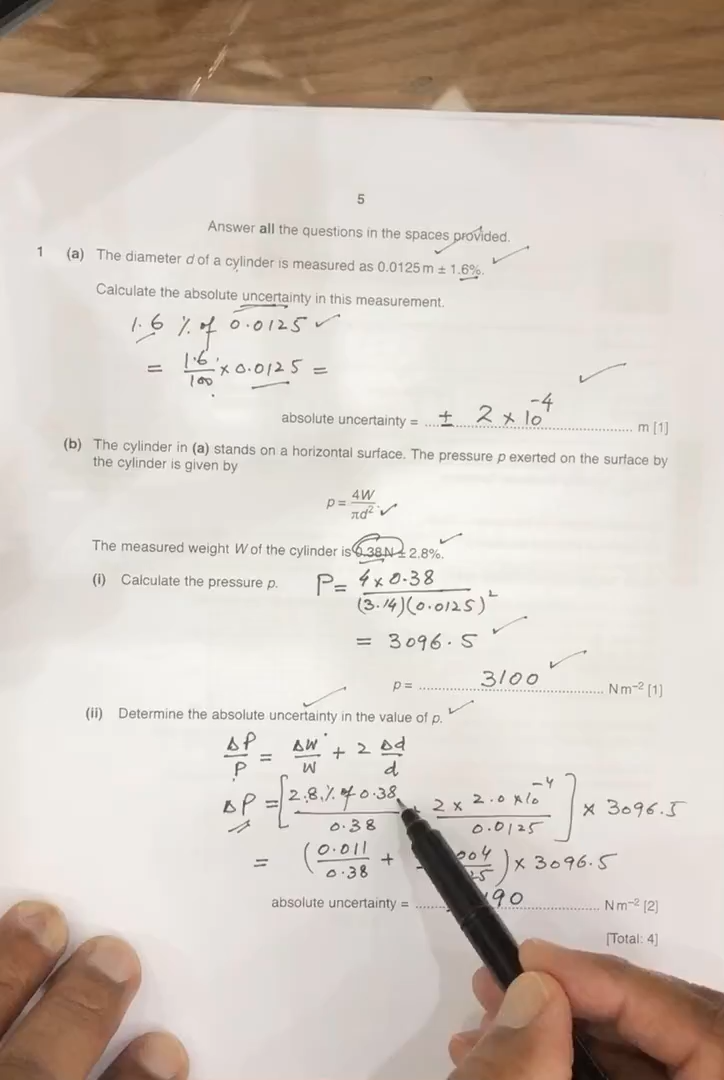 5
Answer all the questions in the spaces provided.
1 (a) The diameter d of a cylinder is measured as 0.0125 m ± 1.6%.
Calculate the absolute uncertainty in this measurement.
1.6 % of 0.0125 ✓
= 1.6/100 × 0.0125 =
absolute uncertainty = ± 2 × 10⁻⁴ m [1]
(b) The cylinder in (a) stands on a horizontal surface. The pressure p exerted on the surface by
the cylinder is given by
p = 4W/πd²
The measured weight W of the cylinder is 0.38 N ± 2.8%.
(i) Calculate the pressure p. P = 4 × 0.38 / (3.14)(0.0125)²
= 3096.5
p = 3100 N m⁻² [1]
(ii) Determine the absolute uncertainty in the value of p.
ΔP/P = ΔW/W + 2 Δd/d
ΔP = [2.8% of 0.38 / 0.38 + 2 × 2.0 × 10⁻⁴ / 0.0125] × 3096.5
= (0.011/0.38 + ) × 3096.5
absolute uncertainty = 90 N m⁻² [2]
[Total: 4]